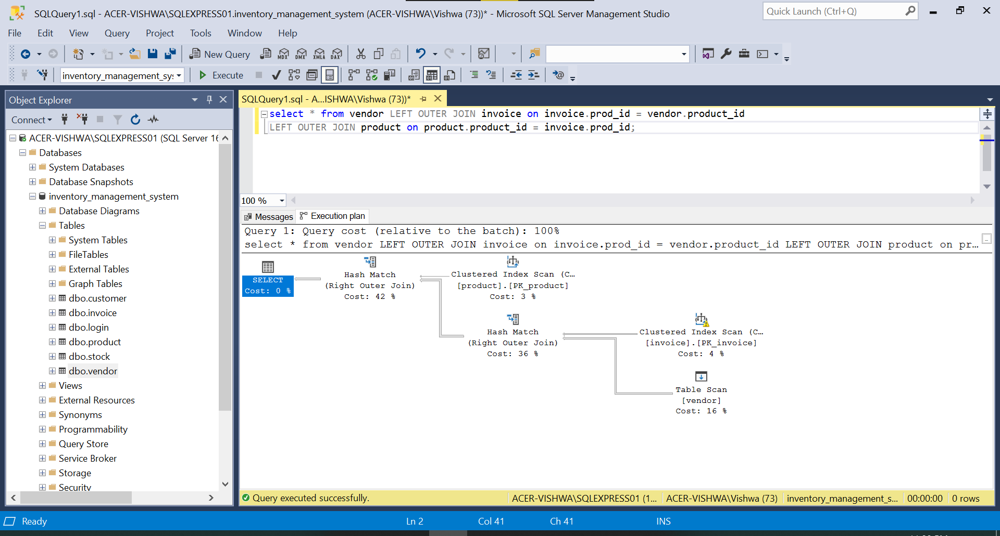 SQLQuery1.sql - ACER-VISHWA\SQLEXPRESS01.inventory_management_system (ACER-VISHWA\Vishwa (73))* - Microsoft SQL Server Management Studio
Quick Launch (Ctrl+Q)
File Edit View Query Project Tools Window Help
New Query MDX DMX XMLA DAX
inventory_management_sys Execute
Object Explorer
Connect
ACER-VISHWA\SQLEXPRESS01 (SQL Server 16
Databases
System Databases
Database Snapshots
inventory_management_system
Database Diagrams
Tables
System Tables
FileTables
External Tables
Graph Tables
dbo.customer
dbo.invoice
dbo.login
dbo.product
dbo.stock
dbo.vendor
Views
External Resources
Synonyms
Programmability
Query Store
Service Broker
Storage
Security
SQLQuery1.sql - A...ISHWA\Vishwa (73))*
select * from vendor LEFT OUTER JOIN invoice on invoice.prod_id = vendor.product_id
LEFT OUTER JOIN product on product.product_id = invoice.prod_id;
100 %
Messages Execution plan
Query 1: Query cost (relative to the batch): 100%
select * from vendor LEFT OUTER JOIN invoice on invoice.prod_id = vendor.product_id LEFT OUTER JOIN product on pr...
SELECT
Cost: 0 %
Hash Match
(Right Outer Join)
Cost: 42 %
Clustered Index Scan (C...
[product].[PK_product]
Cost: 3 %
Hash Match
(Right Outer Join)
Cost: 36 %
Clustered Index Scan (C...
[invoice].[PK_invoice]
Cost: 4 %
Table Scan
[vendor]
Cost: 16 %
Query executed successfully.
ACER-VISHWA\SQLEXPRESS01 (1... ACER-VISHWA\Vishwa (73) inventory_management_s... 00:00:00 0 rows
Ready Ln 2 Col 41 Ch 41 INS